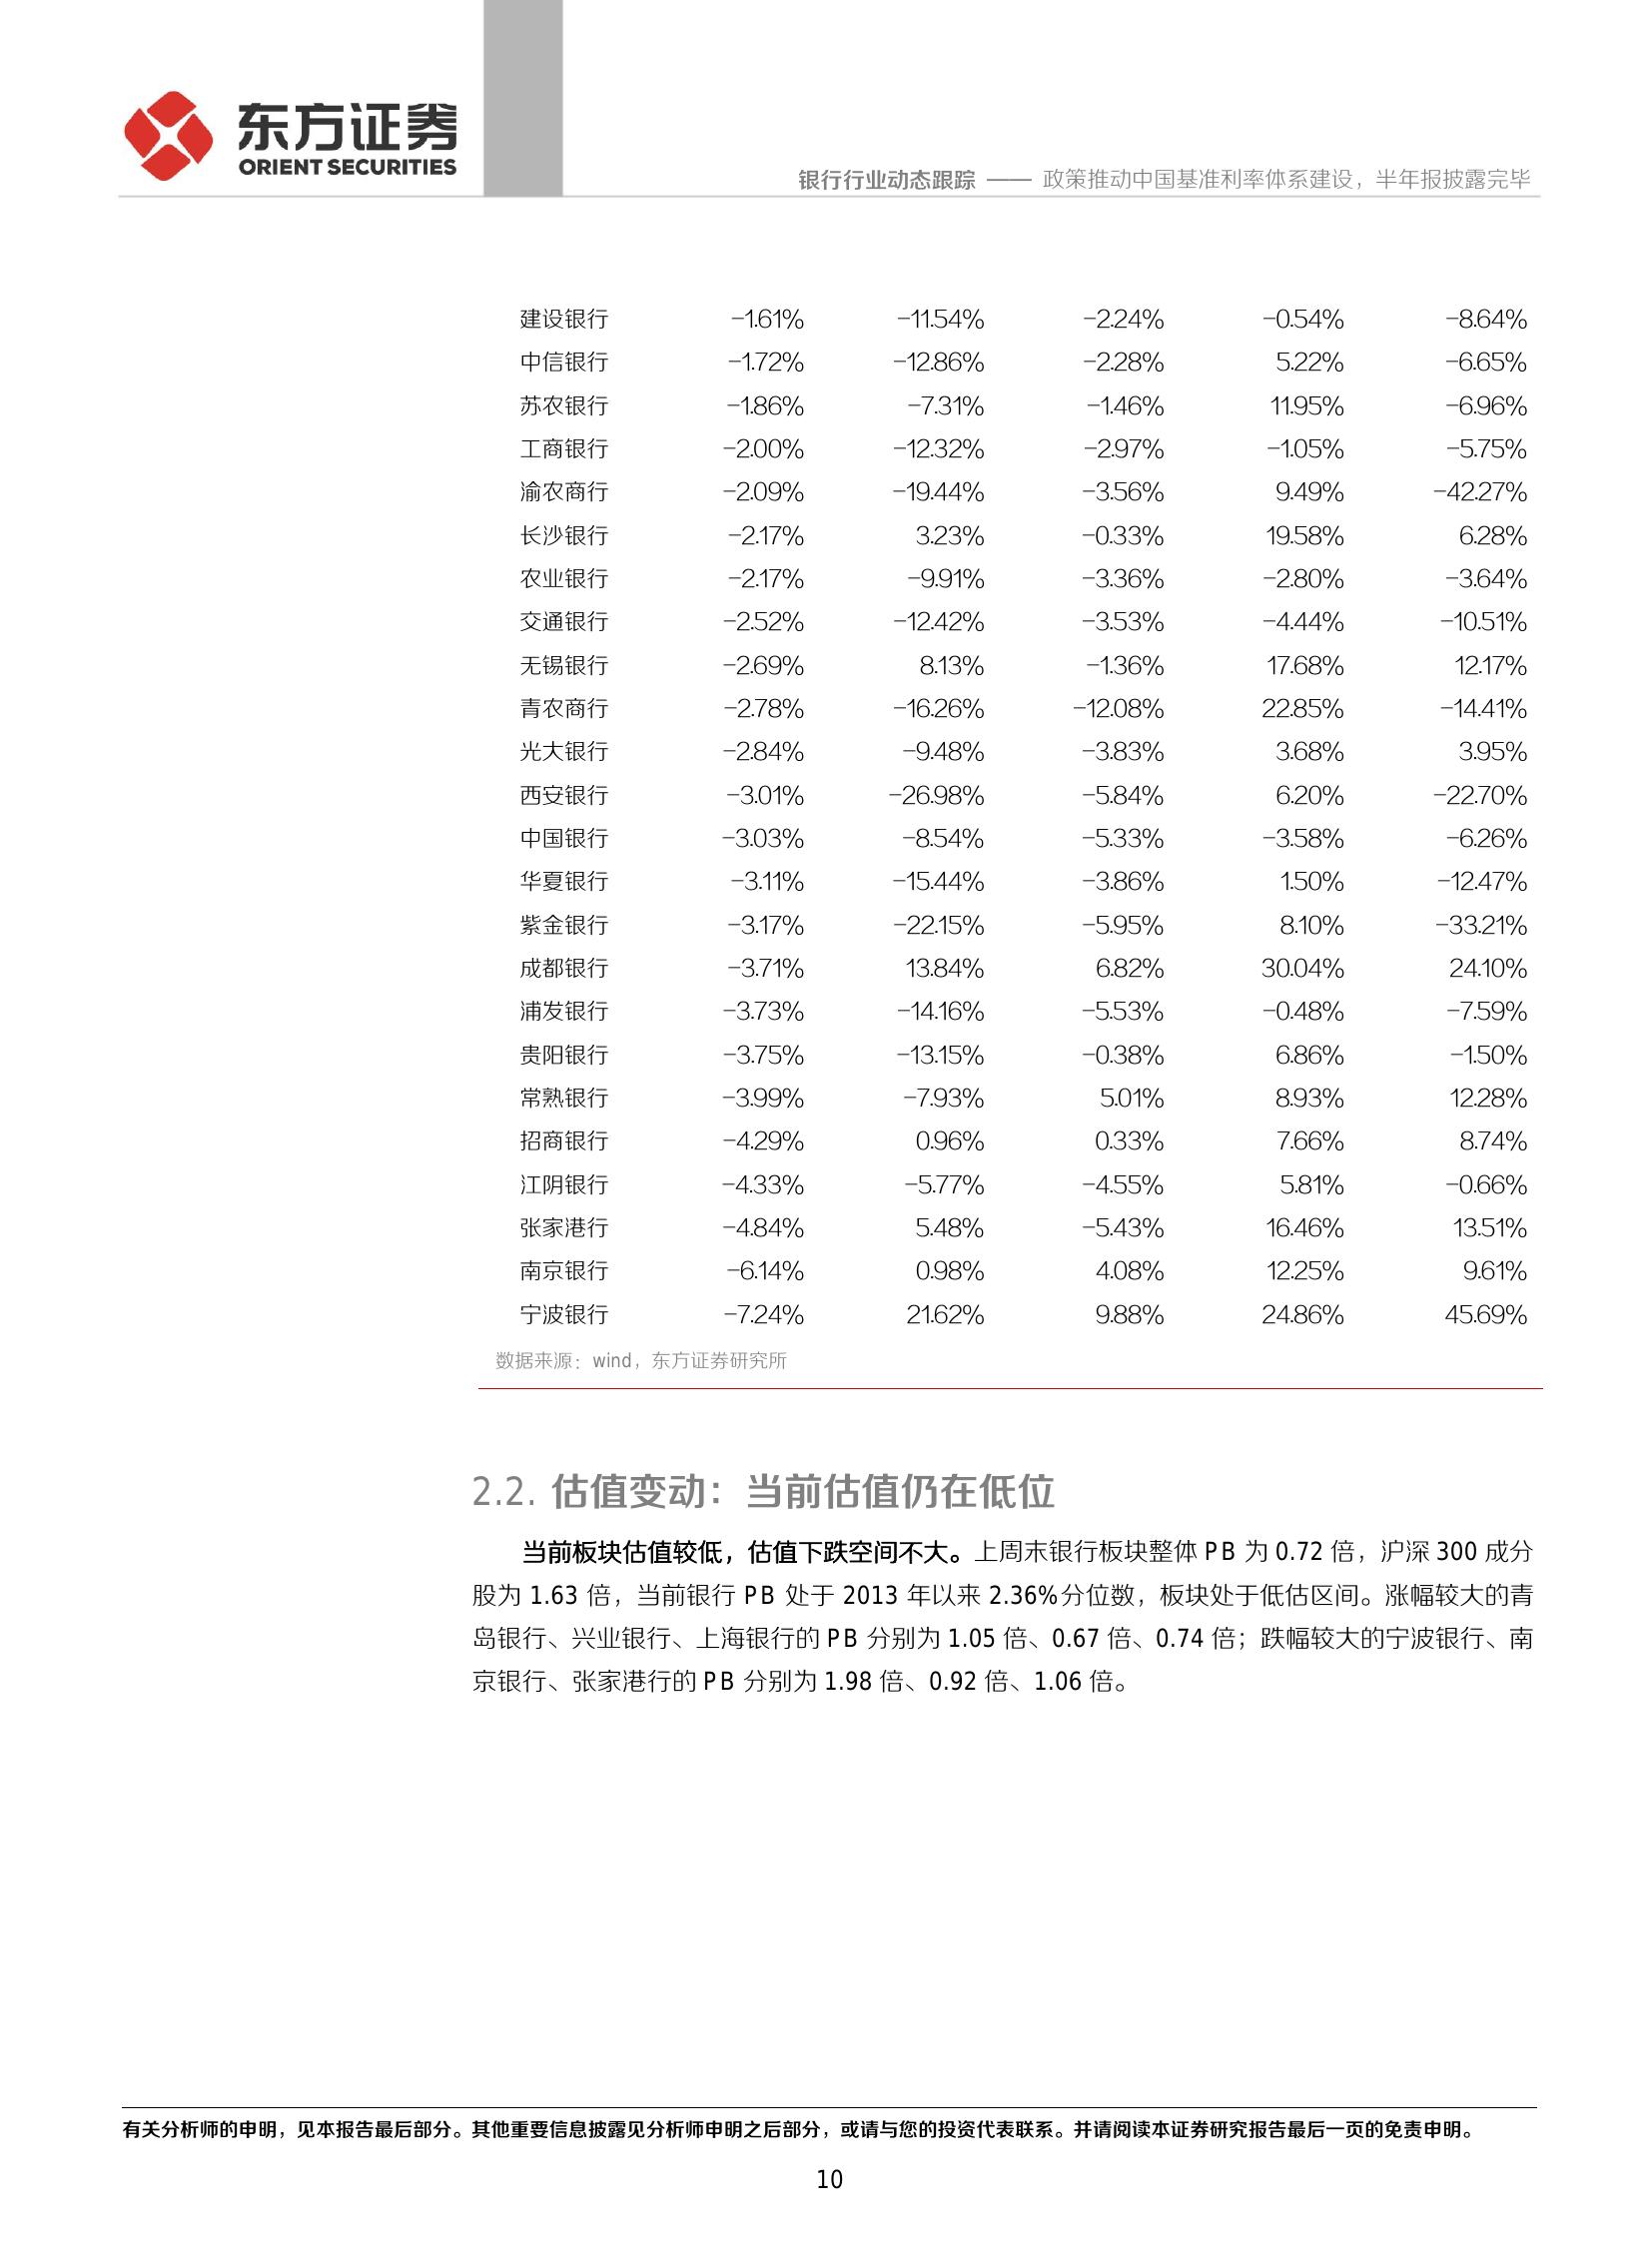 东方证券
ORIENT SECURITIES
银行行业动态跟踪 —— 政策推动中国基准利率体系建设，半年报披露完毕
建设银行 -1.61% -11.54% -2.24% -0.54% -8.64%
中信银行 -1.72% -12.86% -2.28% 5.22% -6.65%
苏农银行 -1.86% -7.31% -1.46% 11.95% -6.96%
工商银行 -2.00% -12.32% -2.97% -1.05% -5.75%
渝农商行 -2.09% -19.44% -3.56% 9.49% -42.27%
长沙银行 -2.17% 3.23% -0.33% 19.58% 6.28%
农业银行 -2.17% -9.91% -3.36% -2.80% -3.64%
交通银行 -2.52% -12.42% -3.53% -4.44% -10.51%
无锡银行 -2.69% 8.13% -1.36% 17.68% 12.17%
青农商行 -2.78% -16.26% -12.08% 22.85% -14.41%
光大银行 -2.84% -9.48% -3.83% 3.68% 3.95%
西安银行 -3.01% -26.98% -5.84% 6.20% -22.70%
中国银行 -3.03% -8.54% -5.33% -3.58% -6.26%
华夏银行 -3.11% -15.44% -3.86% 1.50% -12.47%
紫金银行 -3.17% -22.15% -5.95% 8.10% -33.21%
成都银行 -3.71% 13.84% 6.82% 30.04% 24.10%
浦发银行 -3.73% -14.16% -5.53% -0.48% -7.59%
贵阳银行 -3.75% -13.15% -0.38% 6.86% -1.50%
常熟银行 -3.99% -7.93% 5.01% 8.93% 12.28%
招商银行 -4.29% 0.96% 0.33% 7.66% 8.74%
江阴银行 -4.33% -5.77% -4.55% 5.81% -0.66%
张家港行 -4.84% 5.48% -5.43% 16.46% 13.51%
南京银行 -6.14% 0.98% 4.08% 12.25% 9.61%
宁波银行 -7.24% 21.62% 9.88% 24.86% 45.69%
数据来源：wind，东方证券研究所
2.2. 估值变动：当前估值仍在低位
当前板块估值较低，估值下跌空间不大。上周末银行板块整体 PB 为 0.72 倍，沪深 300 成分
股为 1.63 倍，当前银行 PB 处于 2013 年以来 2.36%分位数，板块处于低估区间。涨幅较大的青
岛银行、兴业银行、上海银行的 PB 分别为 1.05 倍、0.67 倍、0.74 倍；跌幅较大的宁波银行、南
京银行、张家港行的 PB 分别为 1.98 倍、0.92 倍、1.06 倍。
有关分析师的申明，见本报告最后部分。其他重要信息披露见分析师申明之后部分，或请与您的投资代表联系。并请阅读本证券研究报告最后一页的免责申明。
10